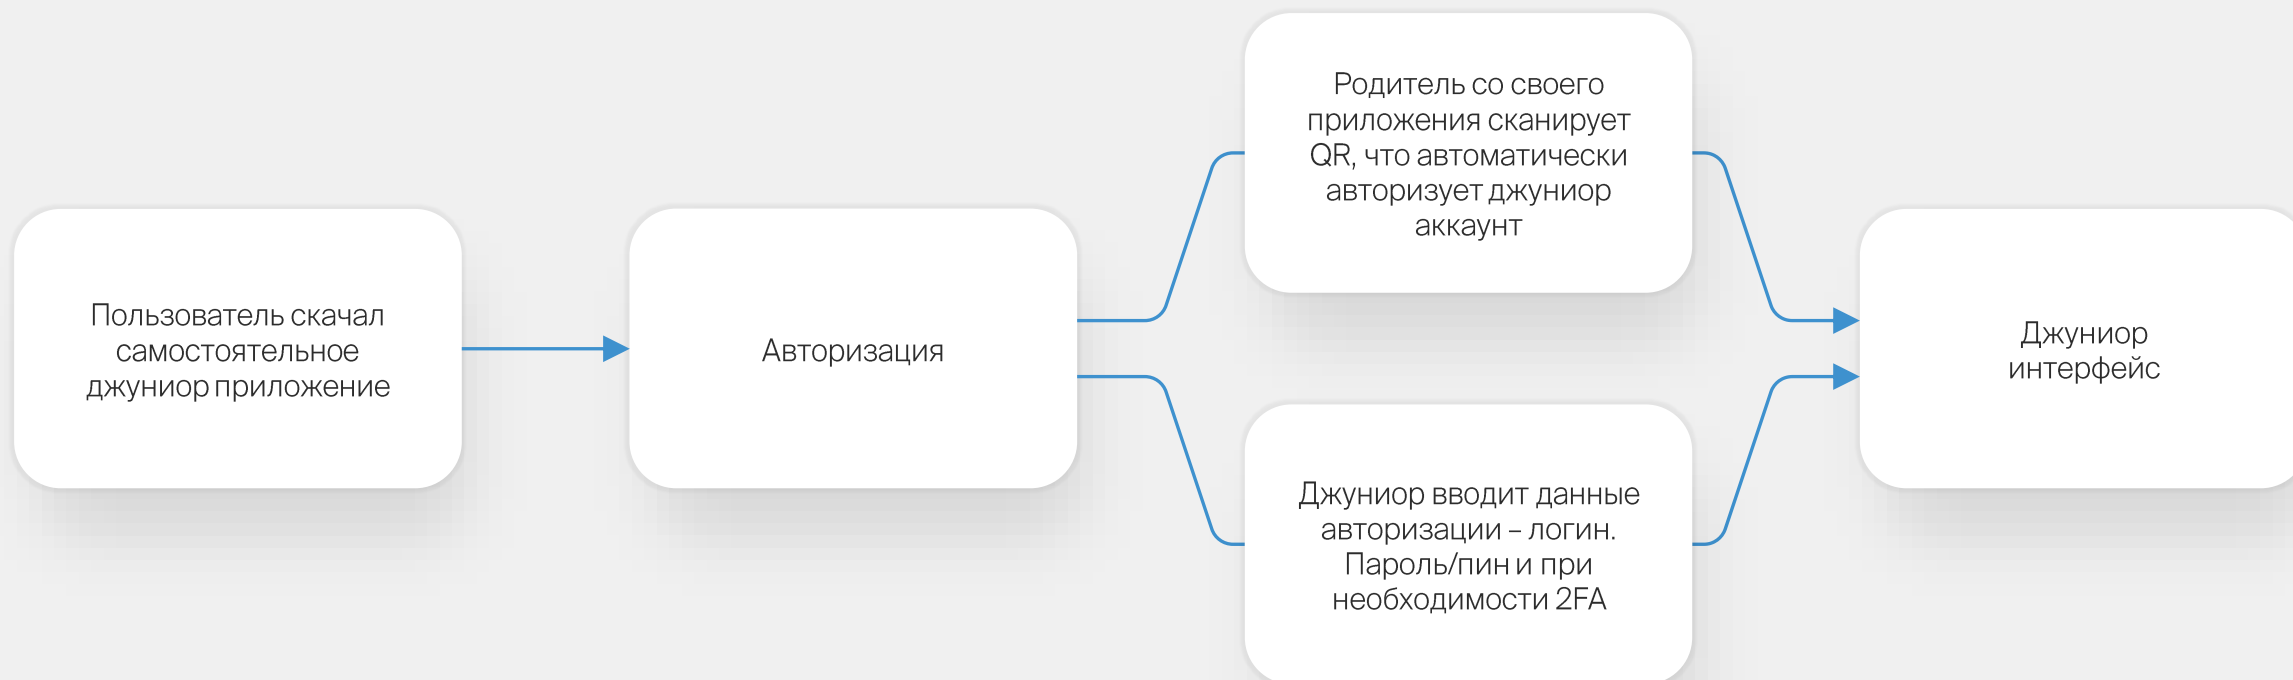 Пользователь скачал
самостоятельное
джуниор приложение
Авторизация
Родитель со своего
приложения сканирует
QR, что автоматически
авторизует джуниор
аккаунт
Джуниор вводит данные
авторизации – логин.
Пароль/пин и при
необходимости 2FA
Джуниор
интерфейс